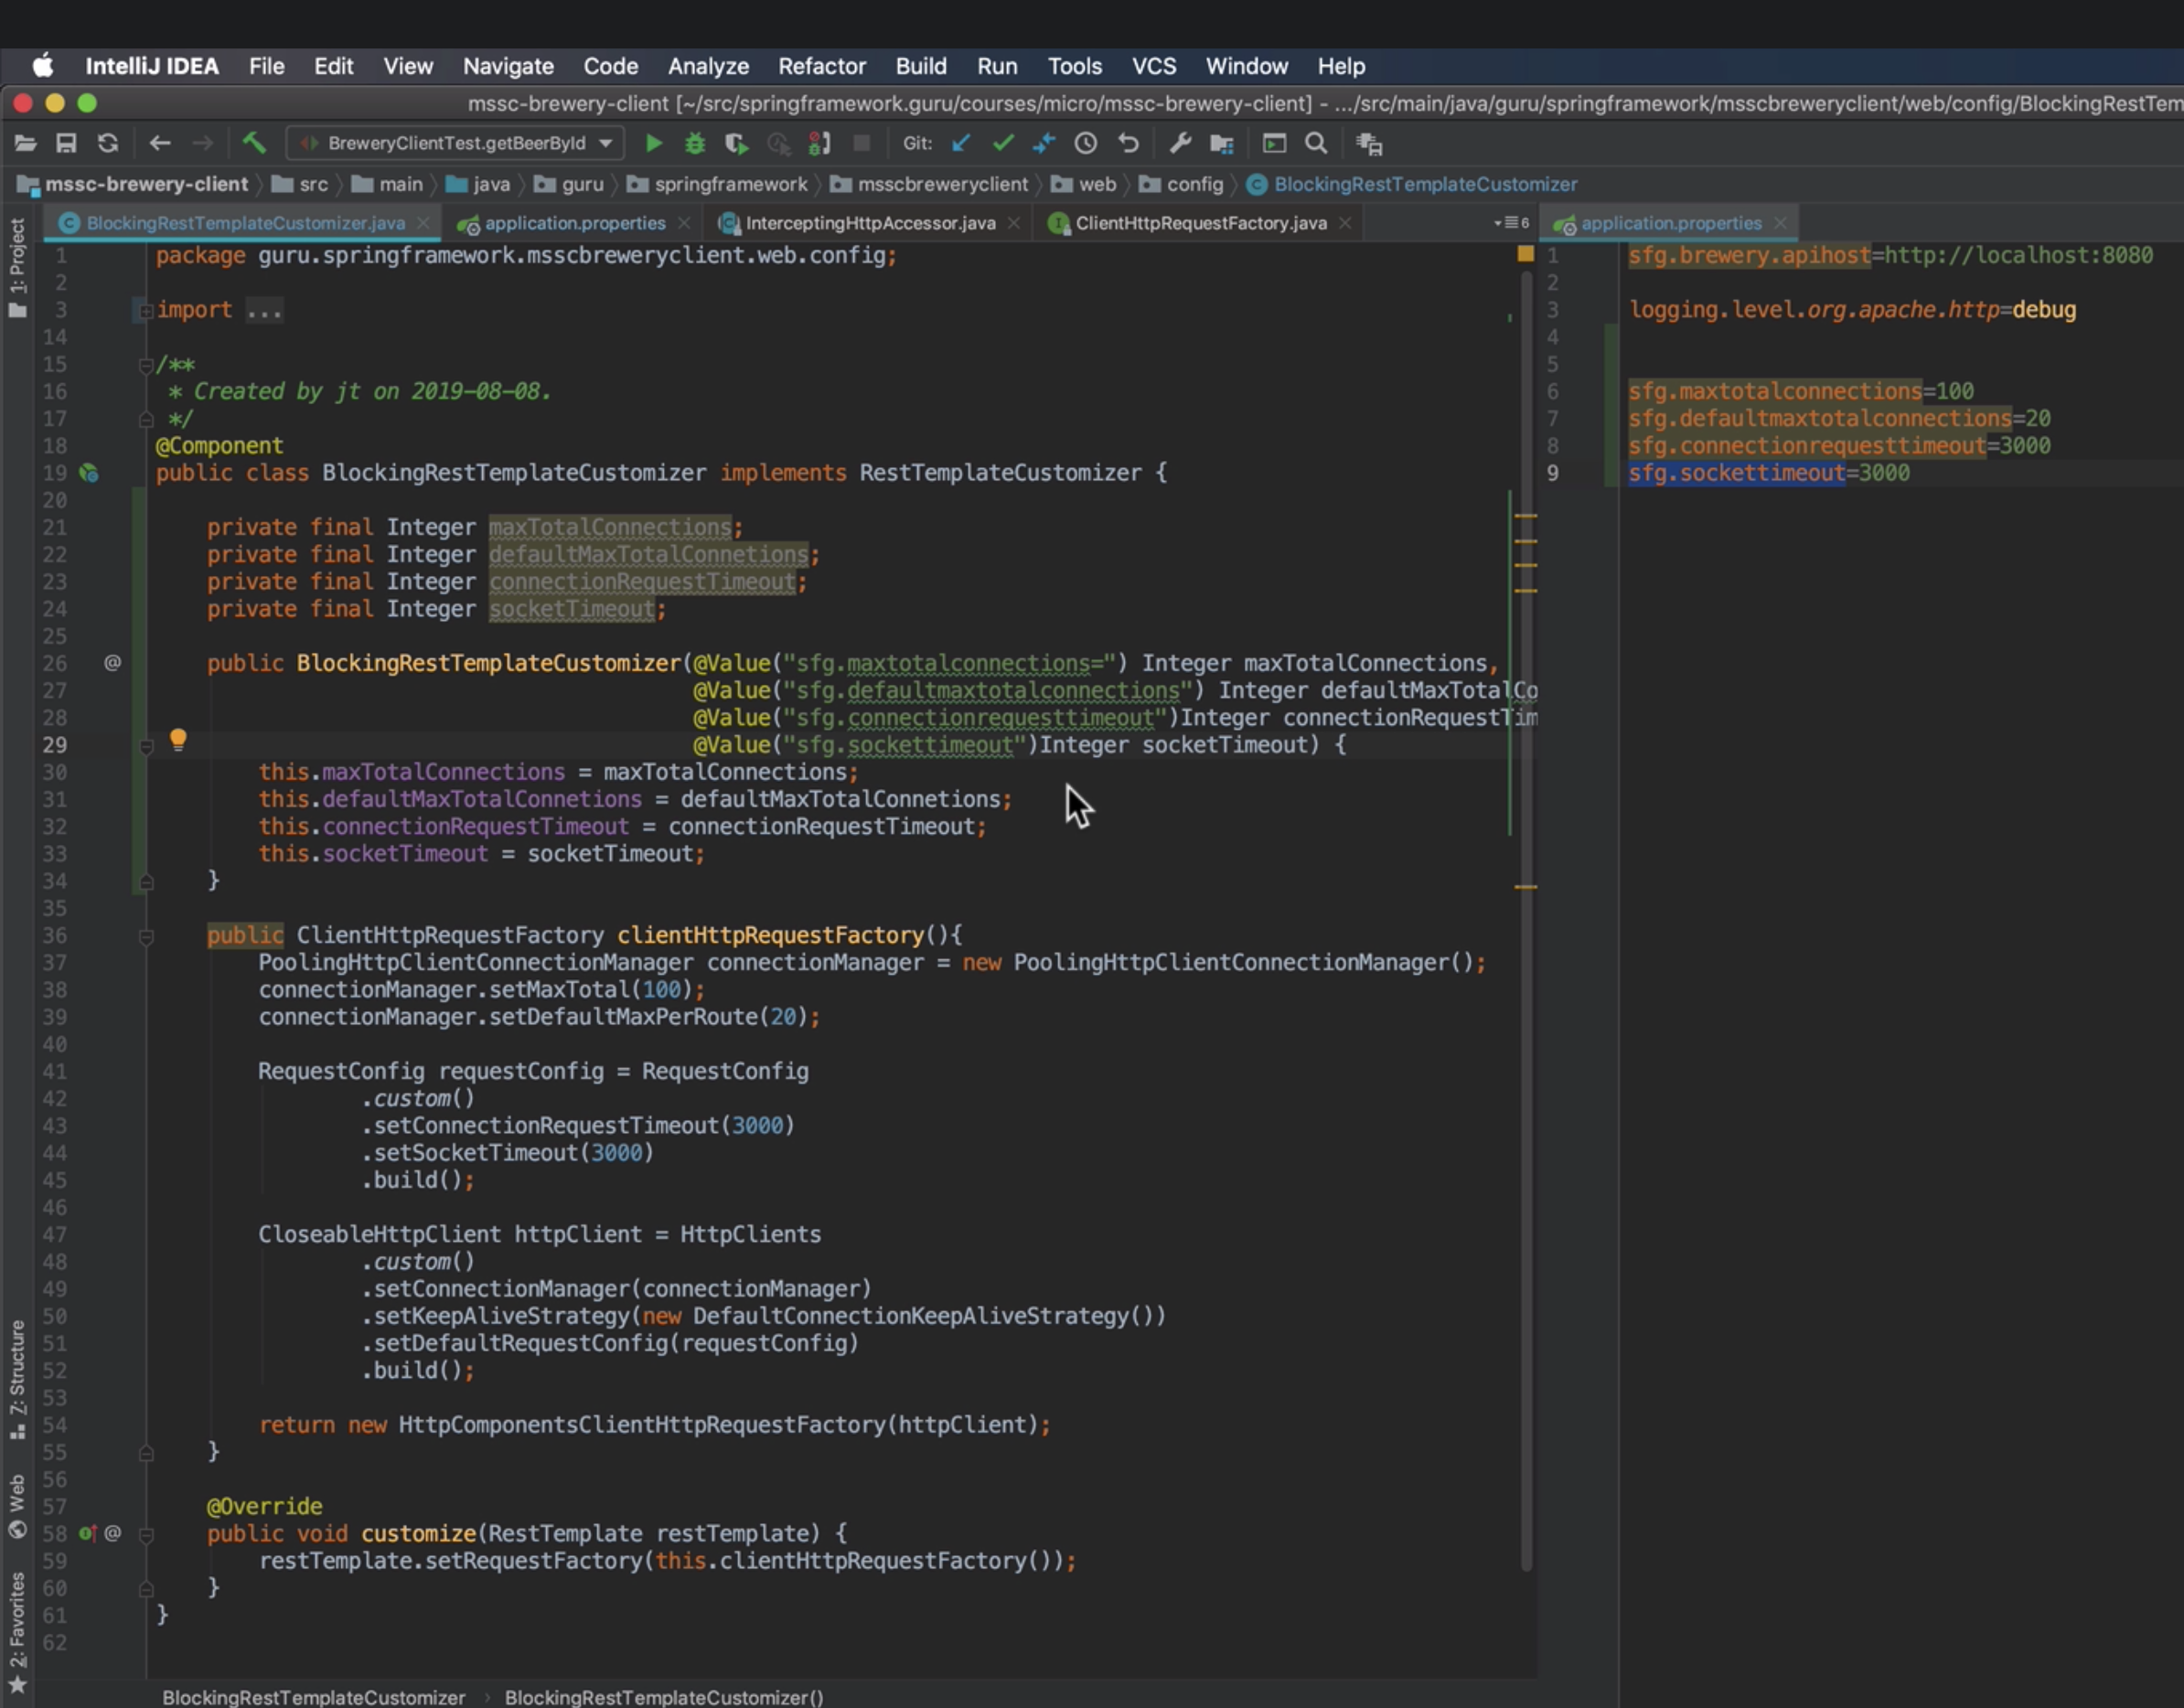 IntelliJ IDEA File Edit View Navigate Code Analyze Refactor Build Run Tools VCS Window Help
mssc-brewery-client [~/src/springframework.guru/courses/micro/mssc-brewery-client] - .../src/main/java/guru/springframework/msscbreweryclient/web/config/BlockingRestTem
BreweryClientTest.getBeerById Git:
mssc-brewery-client src main java guru springframework msscbreweryclient web config BlockingRestTemplateCustomizer
BlockingRestTemplateCustomizer.java application.properties InterceptingHttpAccessor.java ClientHttpRequestFactory.java 6
1: Project
Z: Structure
Web
2: Favorites
1 package guru.springframework.msscbreweryclient.web.config;
2
3 import ...
14
15 /**
16 * Created by jt on 2019-08-08.
17 */
18 @Component
19 public class BlockingRestTemplateCustomizer implements RestTemplateCustomizer {
20
21 private final Integer maxTotalConnections;
22 private final Integer defaultMaxTotalConnetions;
23 private final Integer connectionRequestTimeout;
24 private final Integer socketTimeout;
25
26 @ public BlockingRestTemplateCustomizer(@Value("sfg.maxtotalconnections=") Integer maxTotalConnections,
27 @Value("sfg.defaultmaxtotalconnections") Integer defaultMaxTotalCo
28 @Value("sfg.connectionrequesttimeout")Integer connectionRequestTim
29 @Value("sfg.sockettimeout")Integer socketTimeout) {
30 this.maxTotalConnections = maxTotalConnections;
31 this.defaultMaxTotalConnetions = defaultMaxTotalConnetions;
32 this.connectionRequestTimeout = connectionRequestTimeout;
33 this.socketTimeout = socketTimeout;
34 }
35
36 public ClientHttpRequestFactory clientHttpRequestFactory(){
37 PoolingHttpClientConnectionManager connectionManager = new PoolingHttpClientConnectionManager();
38 connectionManager.setMaxTotal(100);
39 connectionManager.setDefaultMaxPerRoute(20);
40
41 RequestConfig requestConfig = RequestConfig
42 .custom()
43 .setConnectionRequestTimeout(3000)
44 .setSocketTimeout(3000)
45 .build();
46
47 CloseableHttpClient httpClient = HttpClients
48 .custom()
49 .setConnectionManager(connectionManager)
50 .setKeepAliveStrategy(new DefaultConnectionKeepAliveStrategy())
51 .setDefaultRequestConfig(requestConfig)
52 .build();
53
54 return new HttpComponentsClientHttpRequestFactory(httpClient);
55 }
56
57 @Override
58 @ public void customize(RestTemplate restTemplate) {
59 restTemplate.setRequestFactory(this.clientHttpRequestFactory());
60 }
61 }
62
BlockingRestTemplateCustomizer BlockingRestTemplateCustomizer()
application.properties
1 sfg.brewery.apihost=http://localhost:8080
2
3 logging.level.org.apache.http=debug
4
5
6 sfg.maxtotalconnections=100
7 sfg.defaultmaxtotalconnections=20
8 sfg.connectionrequesttimeout=3000
9 sfg.sockettimeout=3000